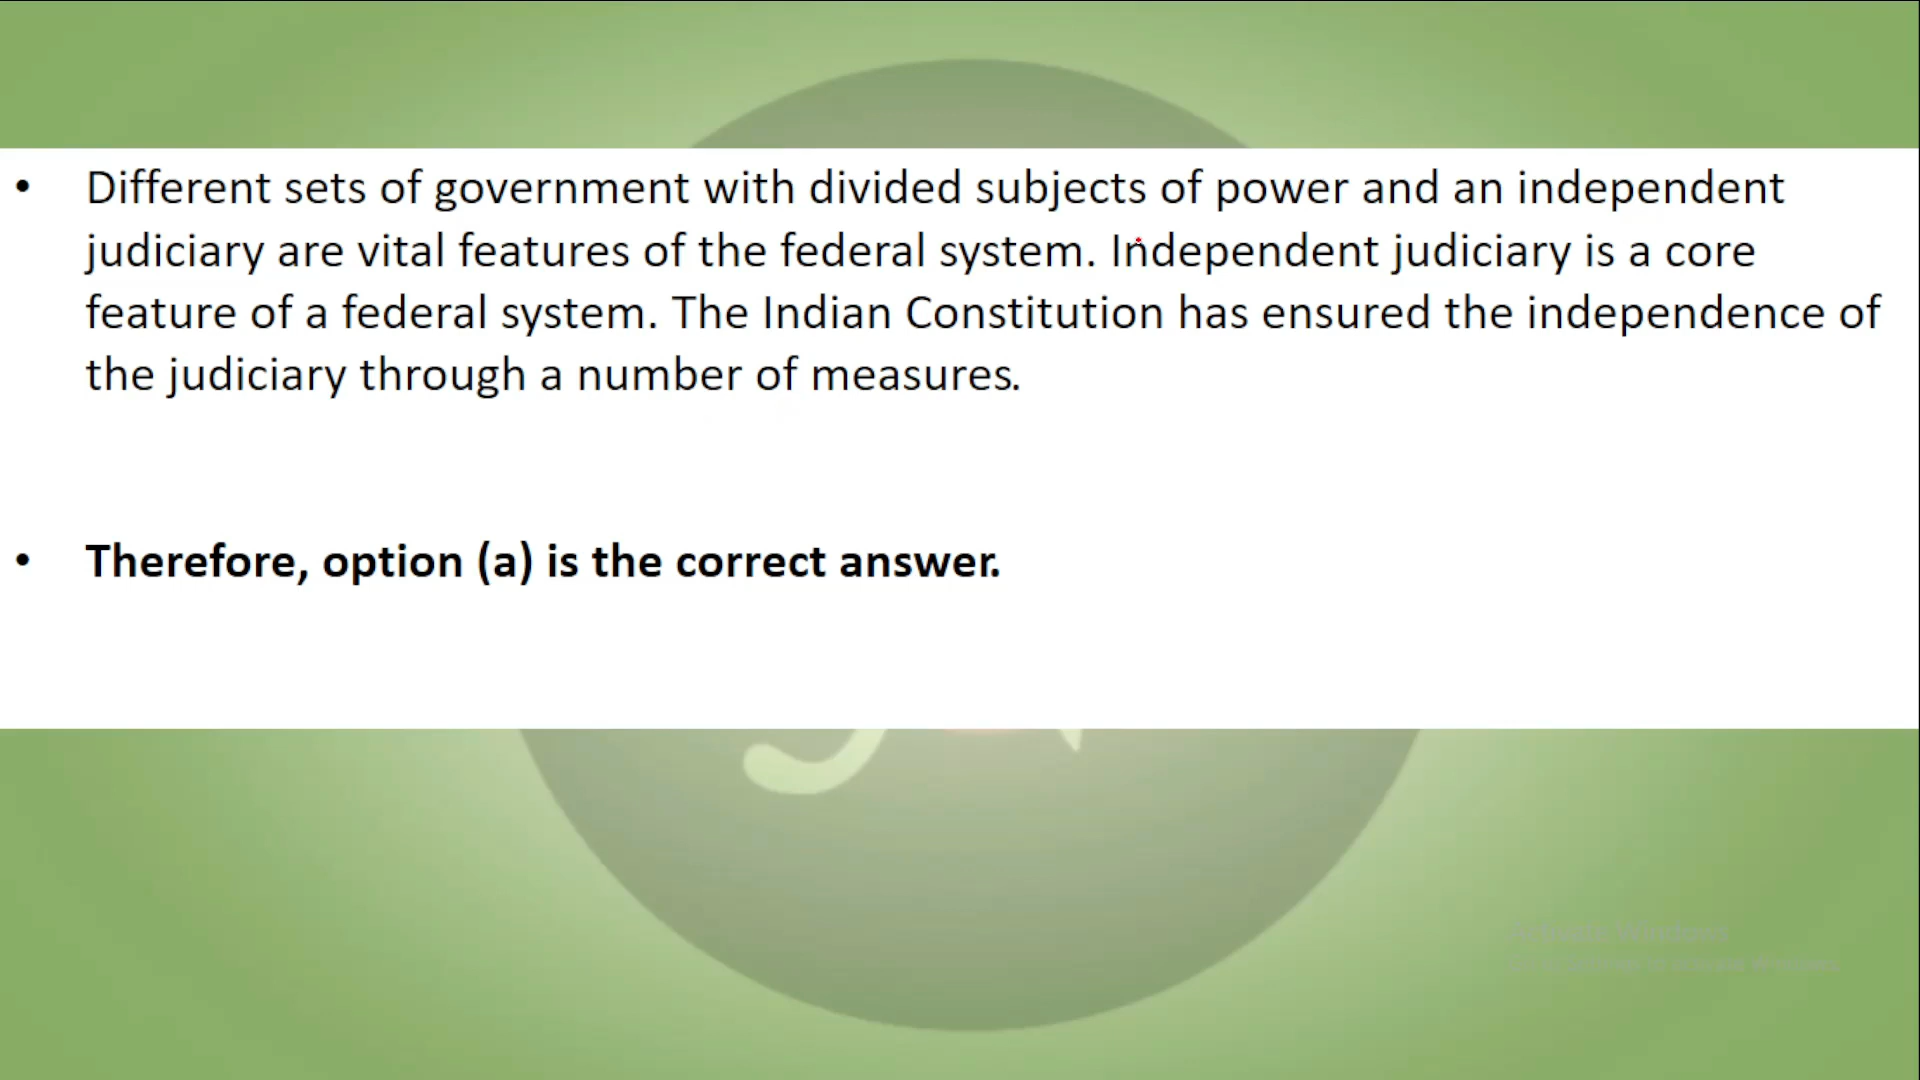 • Different sets of government with divided subjects of power and an independent
judiciary are vital features of the federal system. Independent judiciary is a core
feature of a federal system. The Indian Constitution has ensured the independence of
the judiciary through a number of measures.
• Therefore, option (a) is the correct answer.
Activate Windows